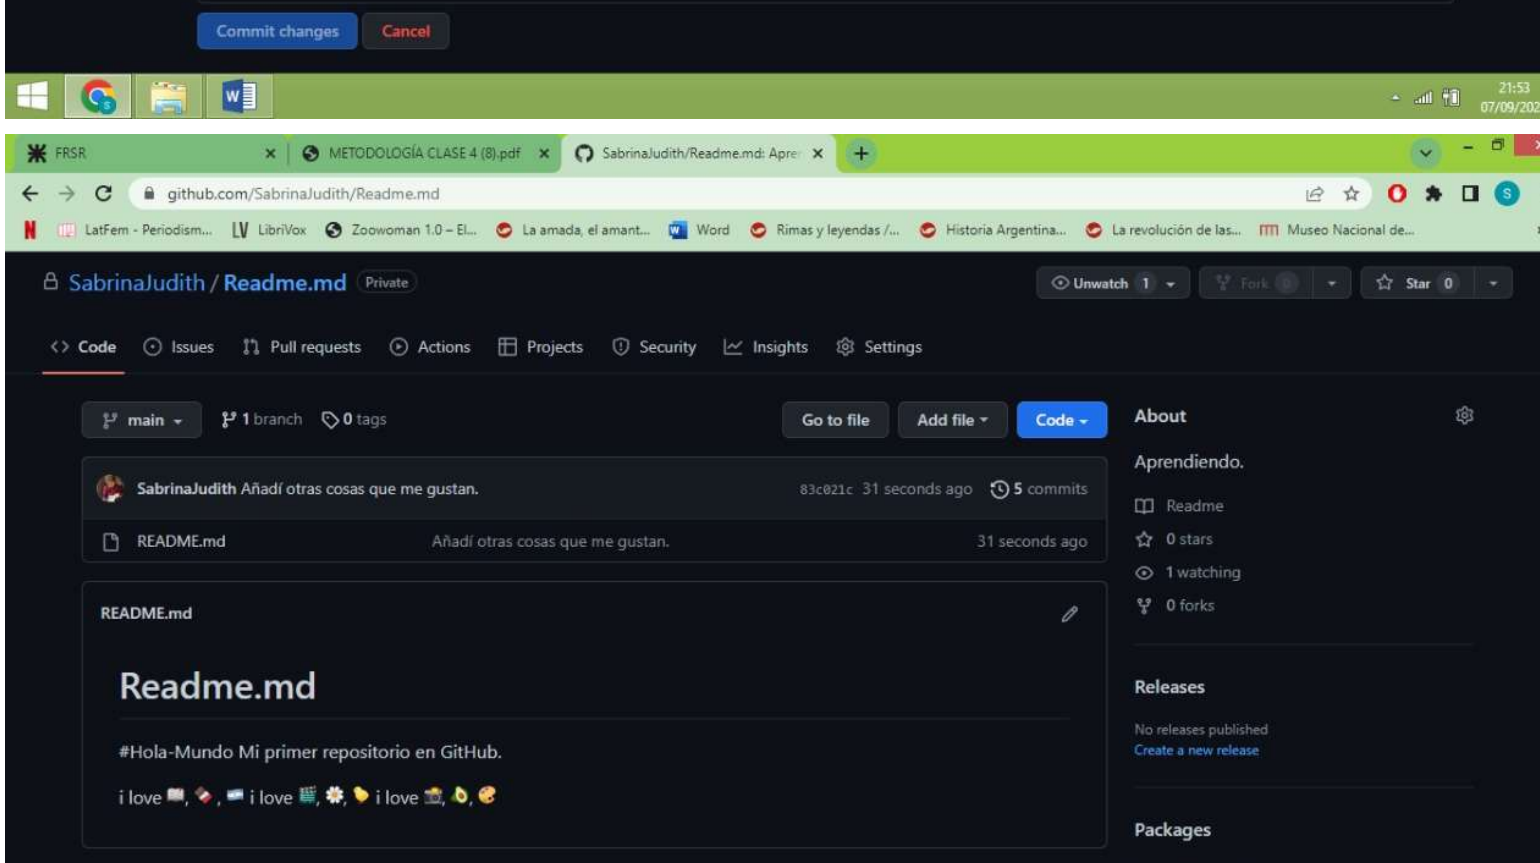 Commit changes Cancel
21:53
07/09/202
FRSR METODOLOGÍA CLASE 4 (8).pdf SabrinaJudith/Readme.md: Apre
github.com/SabrinaJudith/Readme.md
LatFem - Periodism... LibriVox Zoowoman 1.0 – El... La amada, el amant... Word Rimas y leyendas /... Historia Argentina... La revolución de las... Museo Nacional de...
SabrinaJudith / Readme.md Private Unwatch 1 Fork 0 Star 0
Code Issues Pull requests Actions Projects Security Insights Settings
main 1 branch 0 tags Go to file Add file Code About
Aprendiendo.
SabrinaJudith Añadí otras cosas que me gustan. 83c021c 31 seconds ago 5 commits
Readme
README.md Añadí otras cosas que me gustan. 31 seconds ago 0 stars
1 watching
README.md 0 forks
Readme.md Releases
No releases published
#Hola-Mundo Mi primer repositorio en GitHub. Create a new release
i love 📖, 🍫, 🇦🇷 i love 🎬, 🌼, 🐤 i love 📸, 🥑, 🎨
Packages